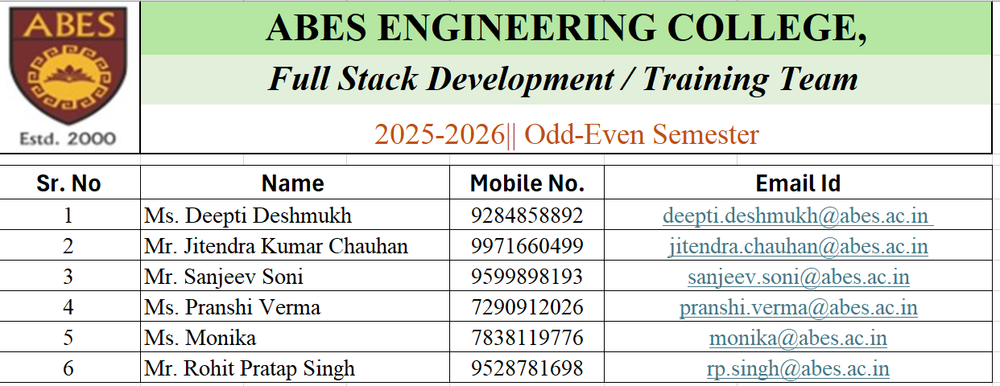 ABES
Estd. 2000
ABES ENGINEERING COLLEGE,
Full Stack Development / Training Team
2025-2026|| Odd-Even Semester
Sr. No Name Mobile No. Email Id
1 Ms. Deepti Deshmukh 9284858892 deepti.deshmukh@abes.ac.in
2 Mr. Jitendra Kumar Chauhan 9971660499 jitendra.chauhan@abes.ac.in
3 Mr. Sanjeev Soni 9599898193 sanjeev.soni@abes.ac.in
4 Ms. Pranshi Verma 7290912026 pranshi.verma@abes.ac.in
5 Ms. Monika 7838119776 monika@abes.ac.in
6 Mr. Rohit Pratap Singh 9528781698 rp.singh@abes.ac.in